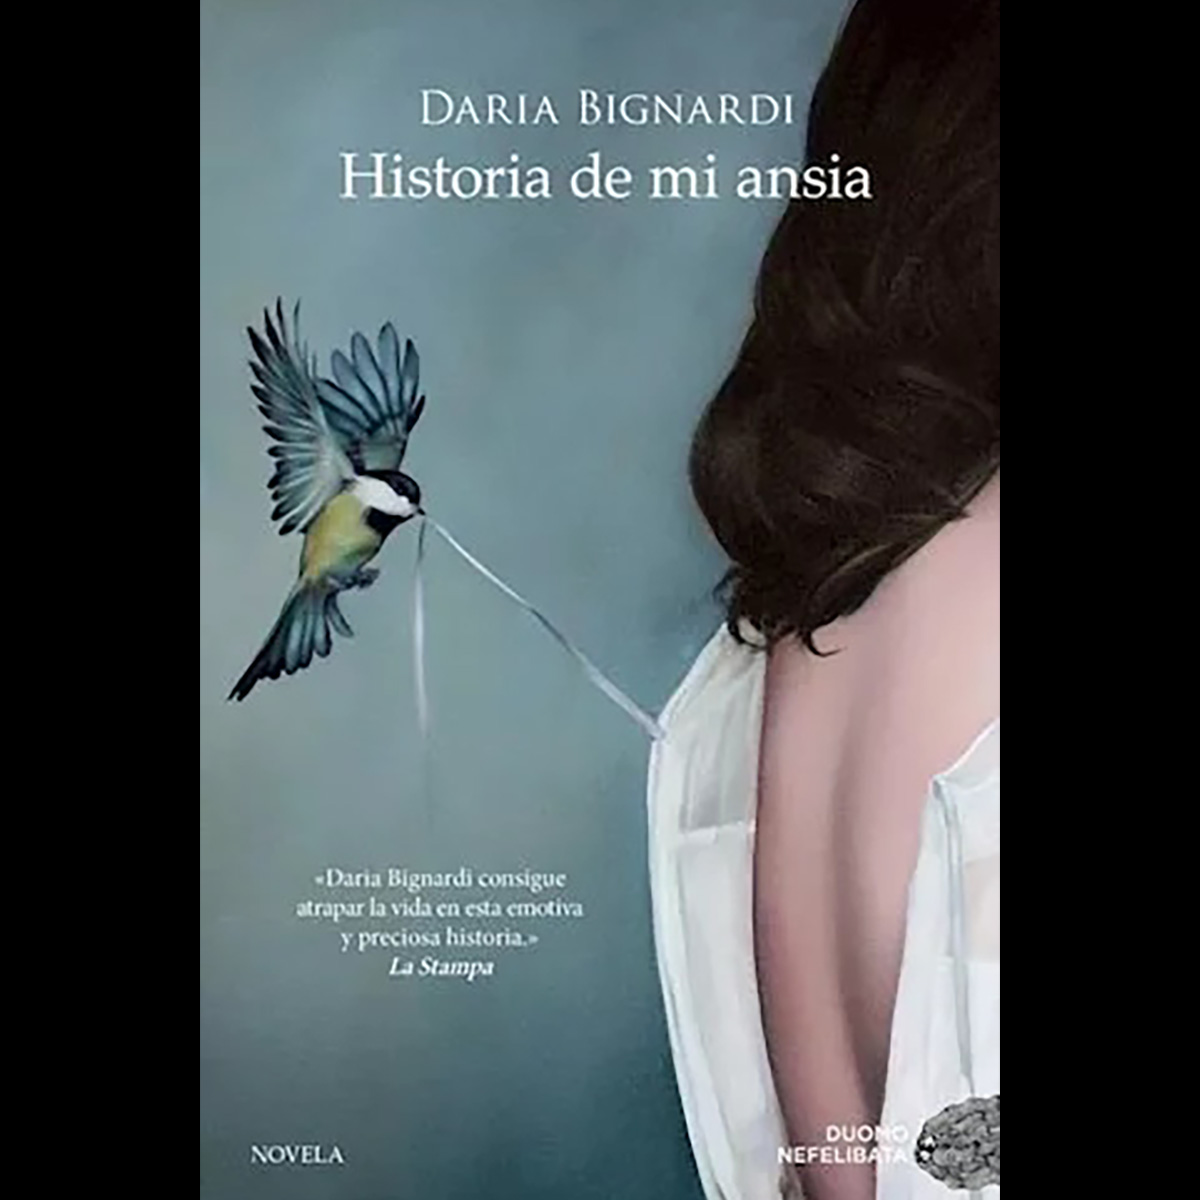 DARIA BIGNARDI
Historia de mi ansia
«Daria Bignardi consigue
atrapar la vida en esta emotiva
y preciosa historia.»
La Stampa
NOVELA
DUOMO
NEFELIBATA